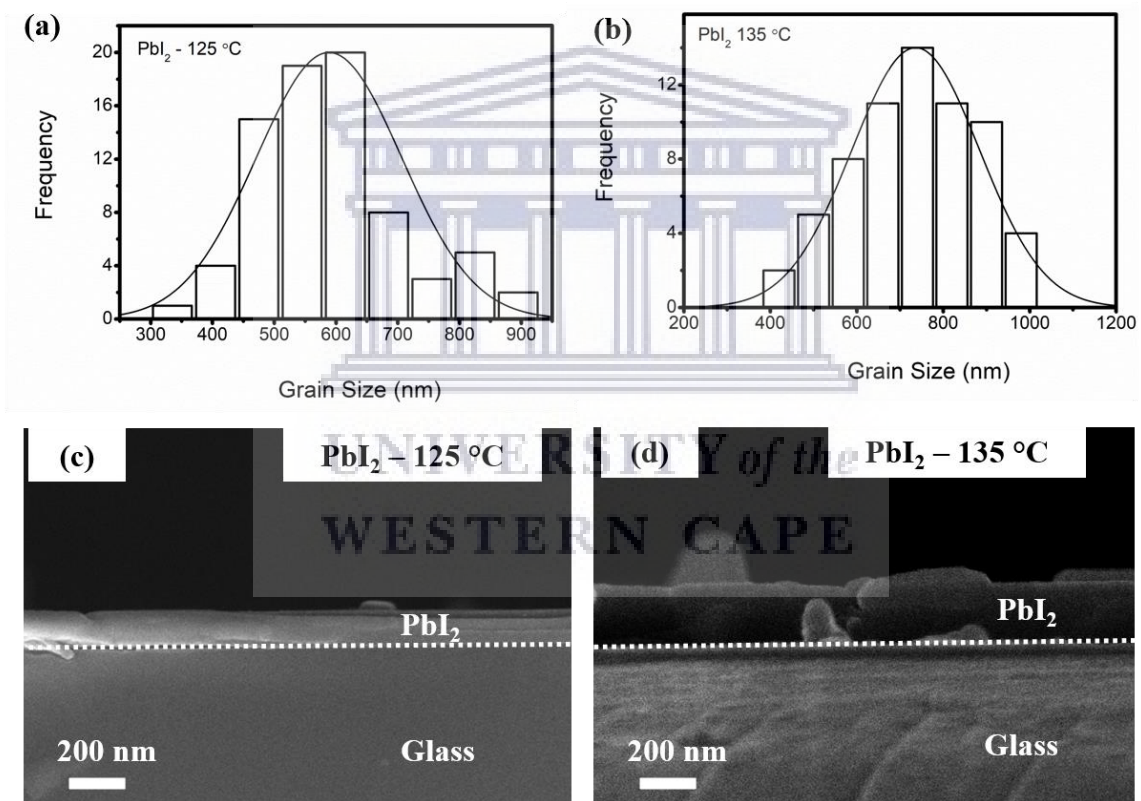 (a)
PbI₂ - 125 °C
Frequency
20
16
12
8
4
0
300 400 500 600 700 800 900
Grain Size (nm)
(b)
PbI₂ 135 °C
Frequency
12
8
4
0
200 400 600 800 1000 1200
Grain Size (nm)
UNIVERSITY of the
WESTERN CAPE
(c)
PbI₂ – 125 °C
PbI₂
200 nm
Glass
(d)
PbI₂ – 135 °C
PbI₂
200 nm
Glass